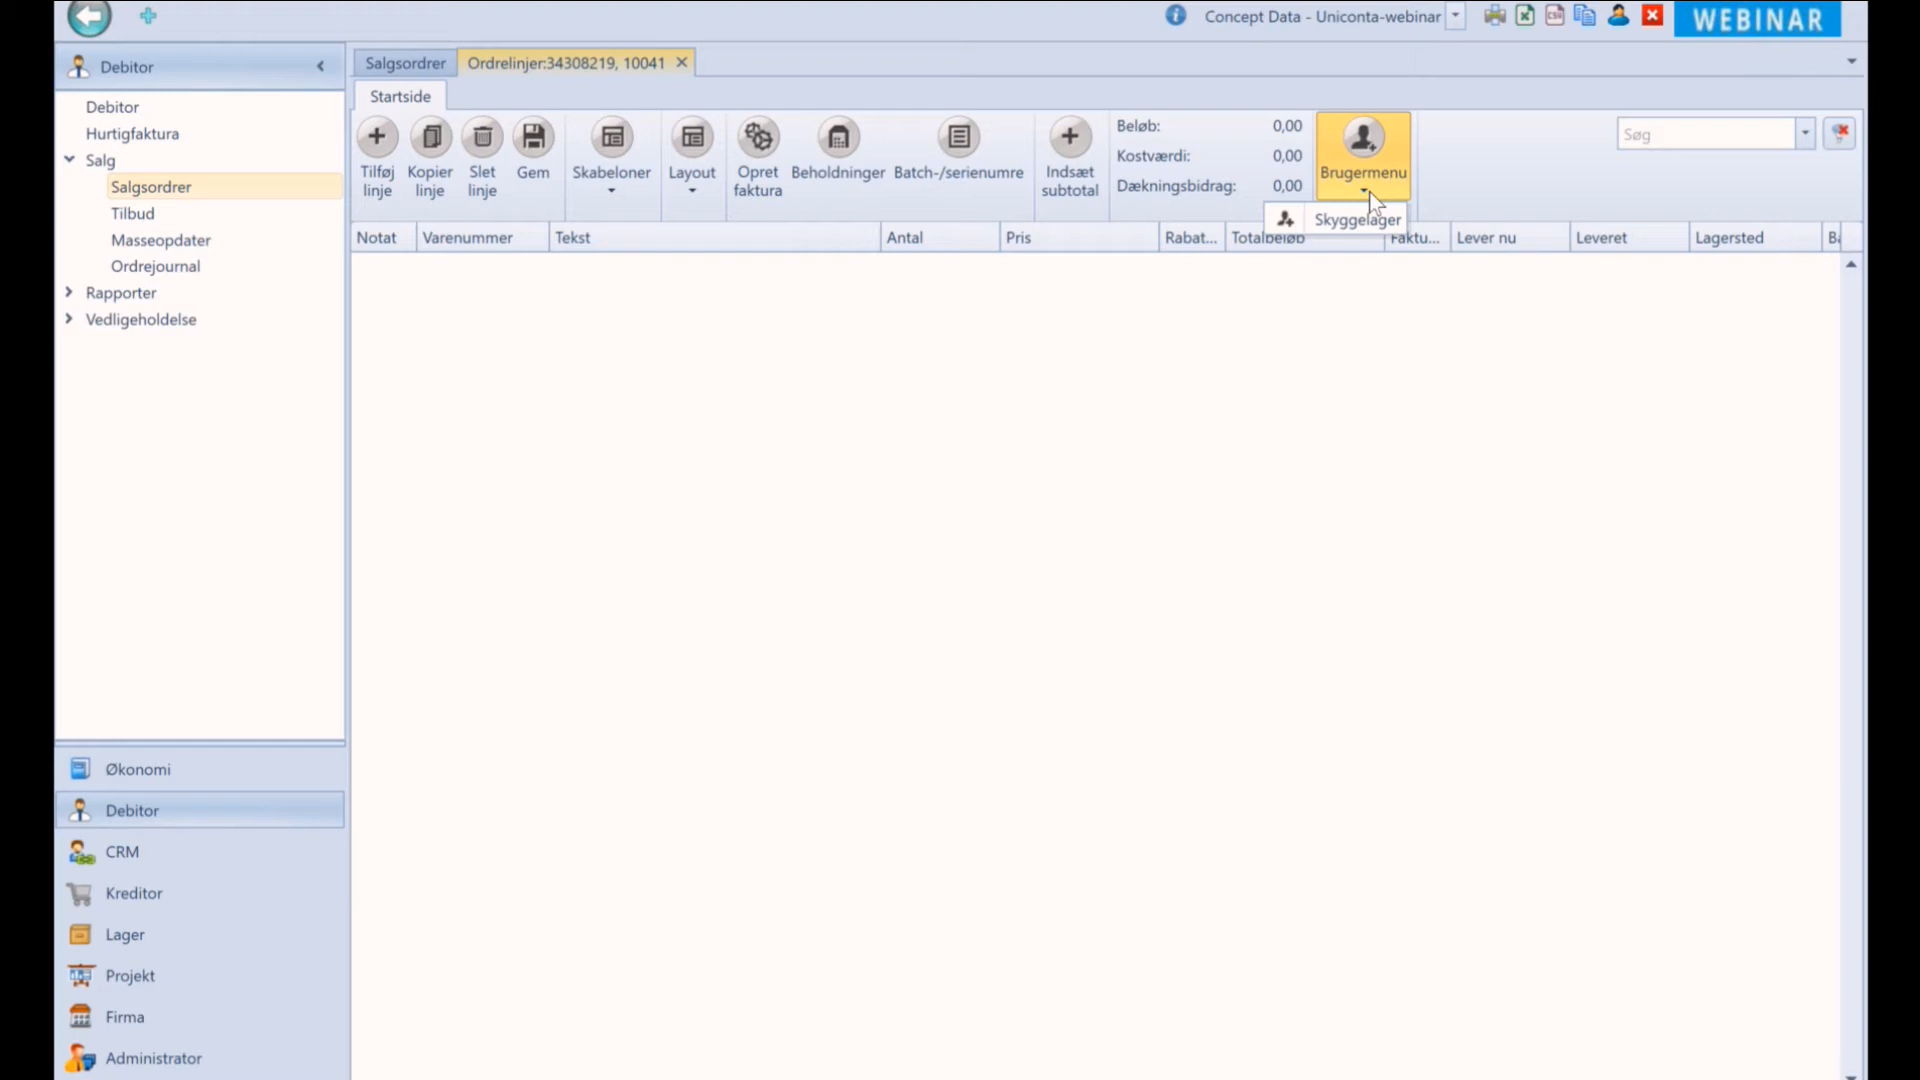 Concept Data - Uniconta-webinar
WEBINAR
Debitor
Debitor
Hurtigfaktura
Salg
Salgsordrer
Tilbud
Masseopdater
Ordrejournal
Rapporter
Vedligeholdelse
Økonomi
Debitor
CRM
Kreditor
Lager
Projekt
Firma
Administrator
Salgsordrer
Ordrelinjer:34308219, 10041
Startside
Tilføj linje
Kopier linje
Slet linje
Gem
Skabeloner
Layout
Opret faktura
Beholdninger
Batch-/serienumre
Indsæt subtotal
Beløb: 0,00
Kostværdi: 0,00
Dækningsbidrag: 0,00
Brugermenu
Skyggelager
Søg
Notat Varenummer Tekst Antal Pris Rabat... Totalbeløb Faktu... Lever nu Leveret Lagersted